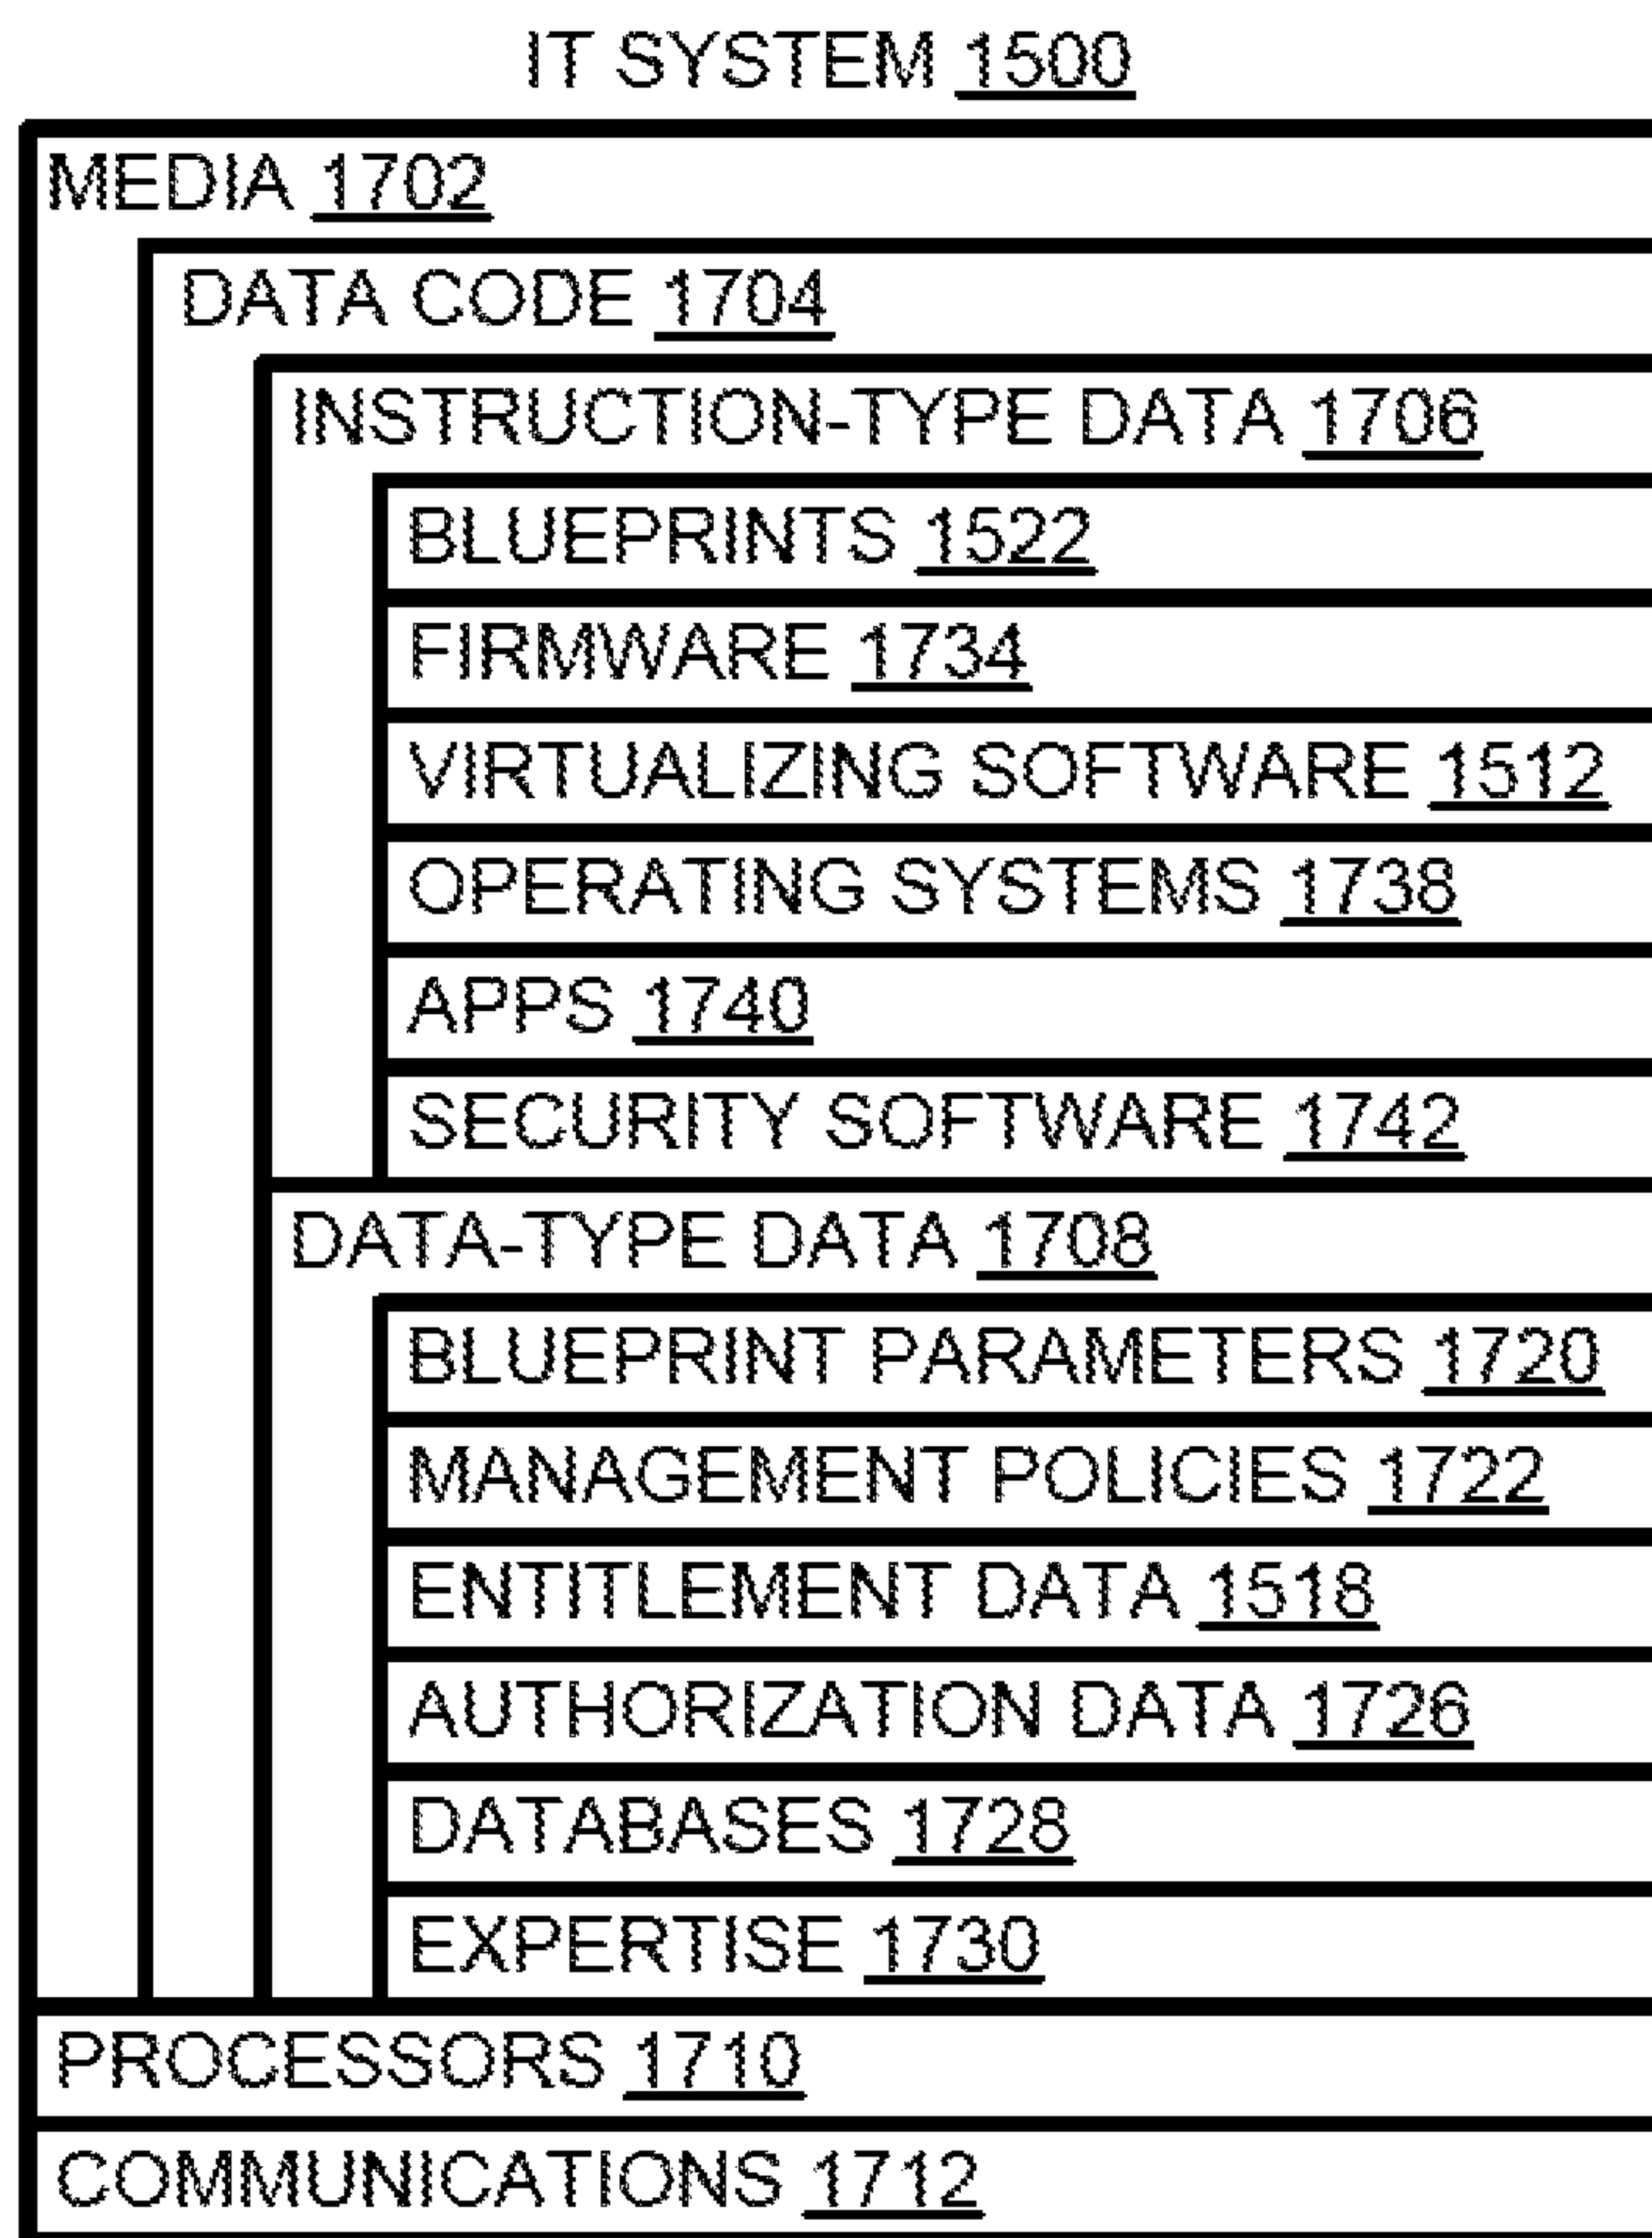 IT SYSTEM 1500
MEDIA 1702
DATA CODE 1704
INSTRUCTION-TYPE DATA 1706
BLUEPRINTS 1522
FIRMWARE 1734
VIRTUALIZING SOFTWARE 1512
OPERATING SYSTEMS 1738
APPS 1740
SECURITY SOFTWARE 1742
DATA-TYPE DATA 1708
BLUEPRINT PARAMETERS 1720
MANAGEMENT POLICIES 1722
ENTITLEMENT DATA 1518
AUTHORIZATION DATA 1726
DATABASES 1728
EXPERTISE 1730
PROCESSORS 1710
COMMUNICATIONS 1712